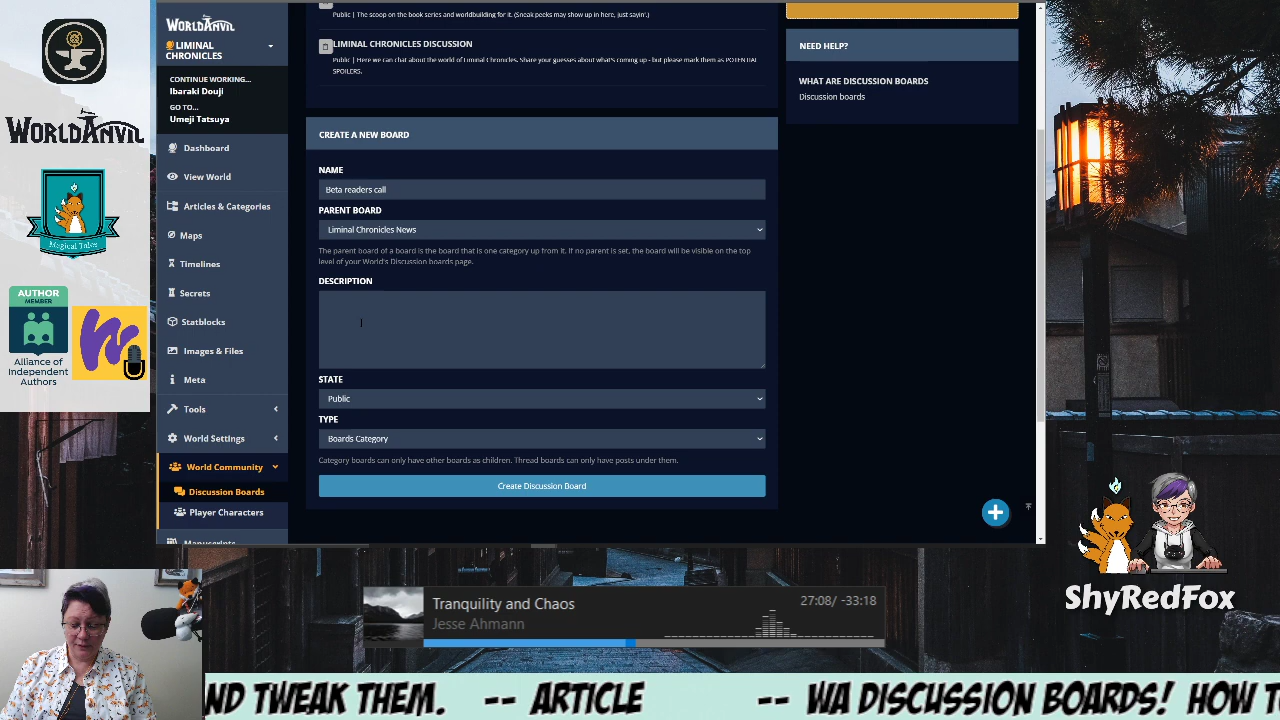 WORLDANVIL
LIMINAL
CHRONICLES
CONTINUE WORKING...
Ibaraki Douji
GO TO...
Umeji Tatsuya
Dashboard
View World
Articles & Categories
Maps
Timelines
Secrets
Statblocks
Images & Files
Meta
Tools
World Settings
World Community
Discussion Boards
Player Characters
Manuscripts
Public | The scoop on the book series and worldbuilding for it. (Sneak peeks may show up in here, just sayin'.)
LIMINAL CHRONICLES DISCUSSION
Public | Here we can chat about the world of Liminal Chronicles. Share your guesses about what's coming up - but please mark them as POTENTIAL
SPOILERS.
CREATE A NEW BOARD
NAME
Beta readers call
PARENT BOARD
Liminal Chronicles News
The parent board of a board is the board that is one category up from it. If no parent is set, the board will be visible on the top
level of your World's Discussion boards page.
DESCRIPTION
STATE
Public
TYPE
Boards Category
Category boards can only have other boards as children. Thread boards can only have posts under them.
Create Discussion Board
NEED HELP?
WHAT ARE DISCUSSION BOARDS
Discussion boards
WORLDANVIL
Magical Tales
AUTHOR
MEMBER
Alliance of
Independent
Authors
ShyRedFox
Tranquility and Chaos
27:08/ -33:18
Jesse Ahmann
ND TWEAK THEM. -- ARTICLE -- WA DISCUSSION BOARDS! HOW T